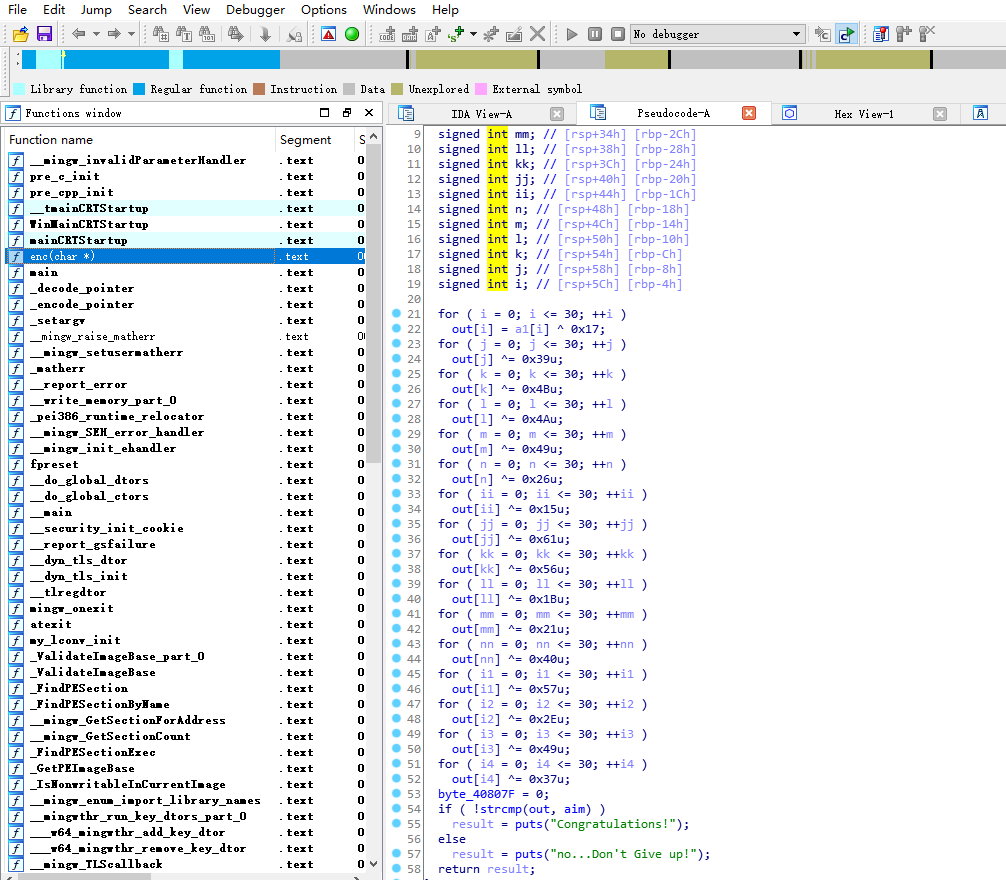 File Edit Jump Search View Debugger Options Windows Help
No debugger
Library function Regular function Instruction Data Unexplored External symbol
Functions window
Function name Segment S
__mingw_invalidParameterHandler .text 0
pre_c_init .text 0
pre_cpp_init .text 0
__tmainCRTStartup .text 0
WinMainCRTStartup .text 0
mainCRTStartup .text 0
enc(char *) .text 0
main .text 0
_decode_pointer .text 0
_encode_pointer .text 0
_setargv .text 0
__mingw_raise_matherr .text 0
__mingw_setusermatherr .text 0
_matherr .text 0
__report_error .text 0
__write_memory_part_0 .text 0
_pei386_runtime_relocator .text 0
__mingw_SEH_error_handler .text 0
__mingw_init_ehandler .text 0
fpreset .text 0
__do_global_dtors .text 0
__do_global_ctors .text 0
__main .text 0
__security_init_cookie .text 0
__report_gsfailure .text 0
__dyn_tls_dtor .text 0
__dyn_tls_init .text 0
__tlregdtor .text 0
mingw_onexit .text 0
atexit .text 0
my_lconv_init .text 0
_ValidateImageBase_part_0 .text 0
_ValidateImageBase .text 0
_FindPESection .text 0
_FindPESectionByName .text 0
__mingw_GetSectionForAddress .text 0
__mingw_GetSectionCount .text 0
_FindPESectionExec .text 0
_GetPEImageBase .text 0
_IsNonwritableInCurrentImage .text 0
__mingw_enum_import_library_names .text 0
__mingwthr_run_key_dtors_part_0 .text 0
___w64_mingwthr_add_key_dtor .text 0
___w64_mingwthr_remove_key_dtor .text 0
__mingw_TLScallback .text 0
IDA View-A Pseudocode-A Hex View-1
9 signed int mm; // [rsp+34h] [rbp-2Ch]
10 signed int ll; // [rsp+38h] [rbp-28h]
11 signed int kk; // [rsp+3Ch] [rbp-24h]
12 signed int jj; // [rsp+40h] [rbp-20h]
13 signed int ii; // [rsp+44h] [rbp-1Ch]
14 signed int n; // [rsp+48h] [rbp-18h]
15 signed int m; // [rsp+4Ch] [rbp-14h]
16 signed int l; // [rsp+50h] [rbp-10h]
17 signed int k; // [rsp+54h] [rbp-Ch]
18 signed int j; // [rsp+58h] [rbp-8h]
19 signed int i; // [rsp+5Ch] [rbp-4h]
20
21 for ( i = 0; i <= 30; ++i )
22 out[i] = a1[i] ^ 0x17;
23 for ( j = 0; j <= 30; ++j )
24 out[j] ^= 0x39u;
25 for ( k = 0; k <= 30; ++k )
26 out[k] ^= 0x4Bu;
27 for ( l = 0; l <= 30; ++l )
28 out[l] ^= 0x4Au;
29 for ( m = 0; m <= 30; ++m )
30 out[m] ^= 0x49u;
31 for ( n = 0; n <= 30; ++n )
32 out[n] ^= 0x26u;
33 for ( ii = 0; ii <= 30; ++ii )
34 out[ii] ^= 0x15u;
35 for ( jj = 0; jj <= 30; ++jj )
36 out[jj] ^= 0x61u;
37 for ( kk = 0; kk <= 30; ++kk )
38 out[kk] ^= 0x56u;
39 for ( ll = 0; ll <= 30; ++ll )
40 out[ll] ^= 0x1Bu;
41 for ( mm = 0; mm <= 30; ++mm )
42 out[mm] ^= 0x21u;
43 for ( nn = 0; nn <= 30; ++nn )
44 out[nn] ^= 0x40u;
45 for ( i1 = 0; i1 <= 30; ++i1 )
46 out[i1] ^= 0x57u;
47 for ( i2 = 0; i2 <= 30; ++i2 )
48 out[i2] ^= 0x2Eu;
49 for ( i3 = 0; i3 <= 30; ++i3 )
50 out[i3] ^= 0x49u;
51 for ( i4 = 0; i4 <= 30; ++i4 )
52 out[i4] ^= 0x37u;
53 byte_40807F = 0;
54 if ( !strcmp(out, aim) )
55 result = puts("Congratulations!");
56 else
57 result = puts("no...Don't Give up!");
58 return result;